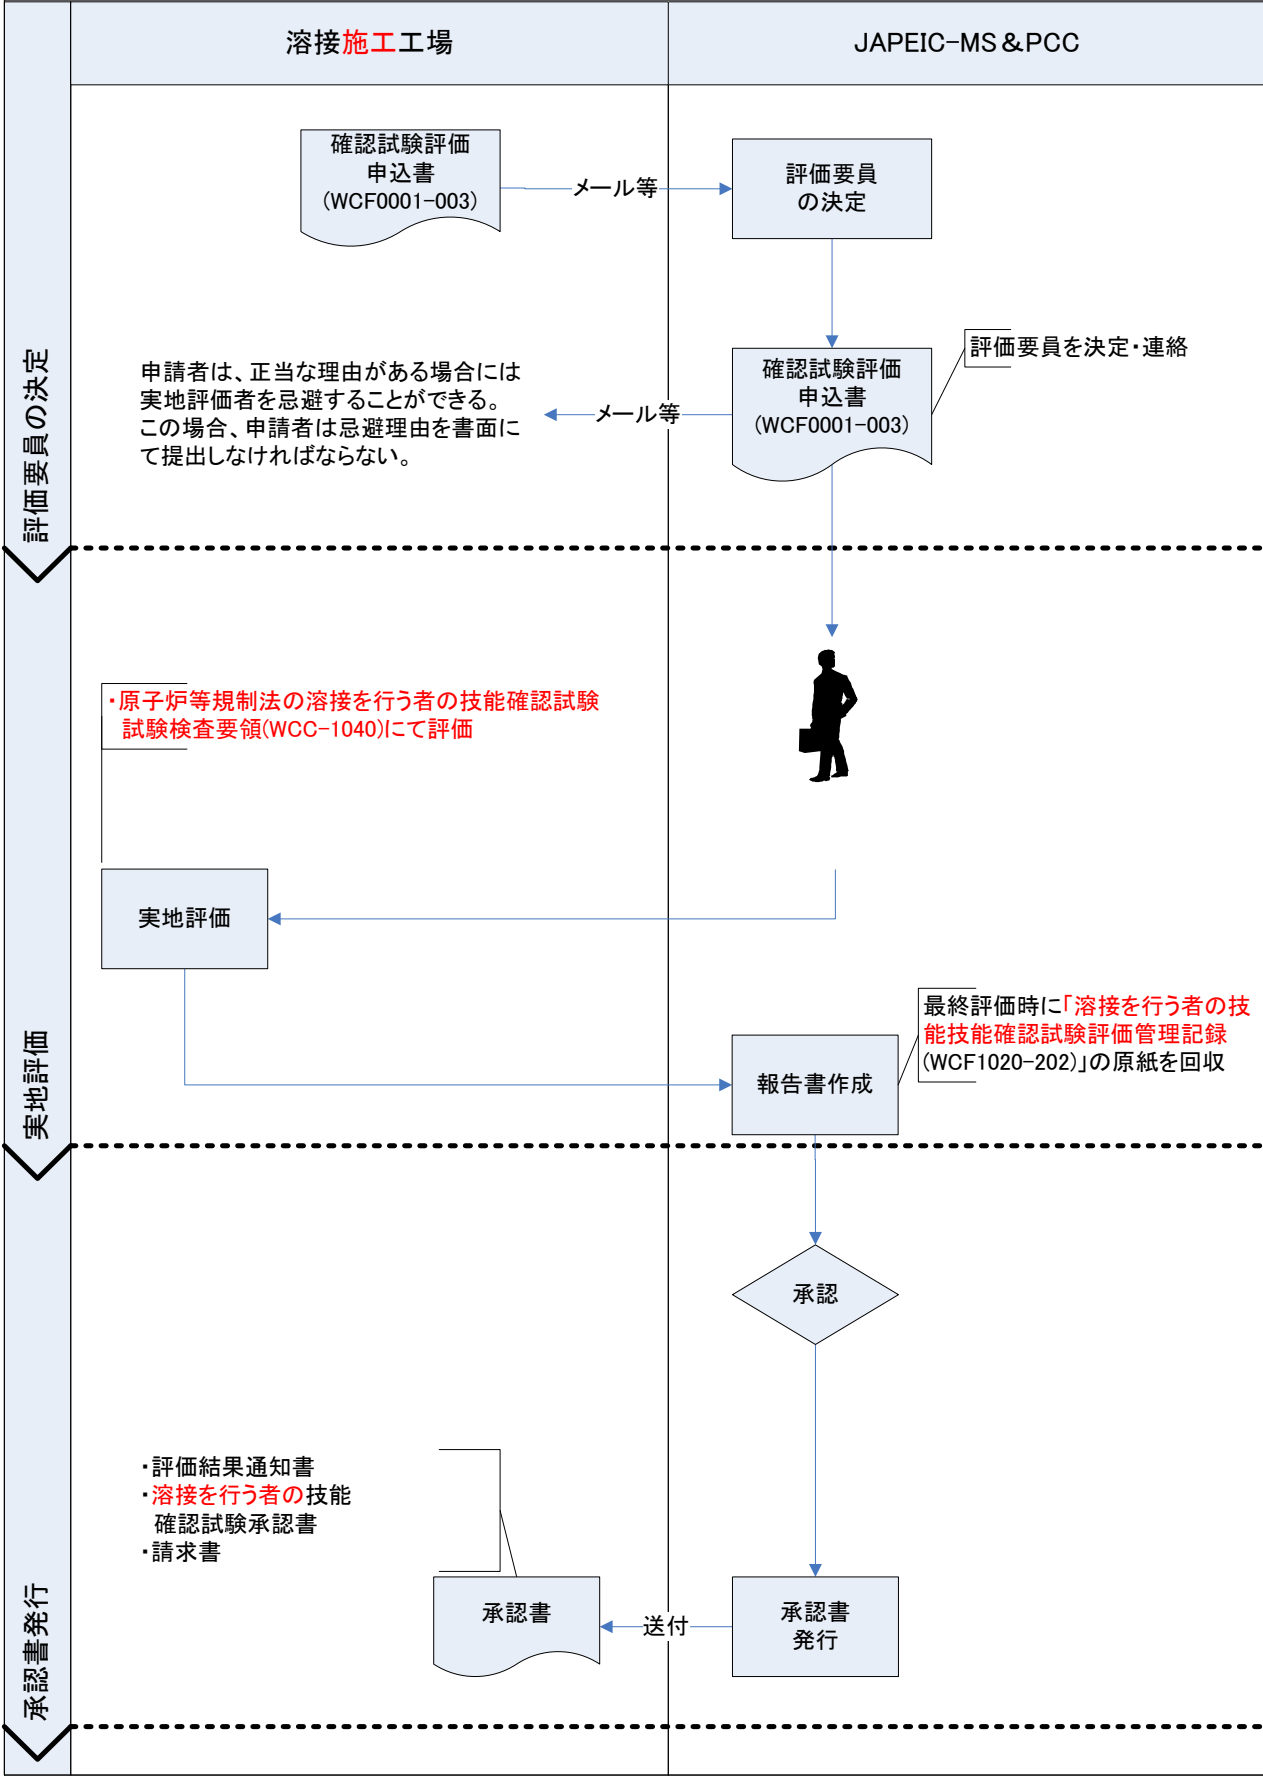 溶接施工工場
JAPEIC-MS＆PCC
評価要員の決定
確認試験評価
申込書
(WCF0001-003)
メール等
評価要員
の決定
申請者は、正当な理由がある場合には
実地評価者を忌避することができる。
この場合、申請者は忌避理由を書面に
て提出しなければならない。
メール等
確認試験評価
申込書
(WCF0001-003)
評価要員を決定・連絡
実地評価
・原子炉等規制法の溶接を行う者の技能確認試験
試験検査要領(WCC-1040)にて評価
実地評価
報告書作成
最終評価時に「溶接を行う者の技
能技能確認試験評価管理記録
(WCF1020-202)」の原紙を回収
承認書発行
承認
・評価結果通知書
・溶接を行う者の技能
確認試験承認書
・請求書
承認書
送付
承認書
発行